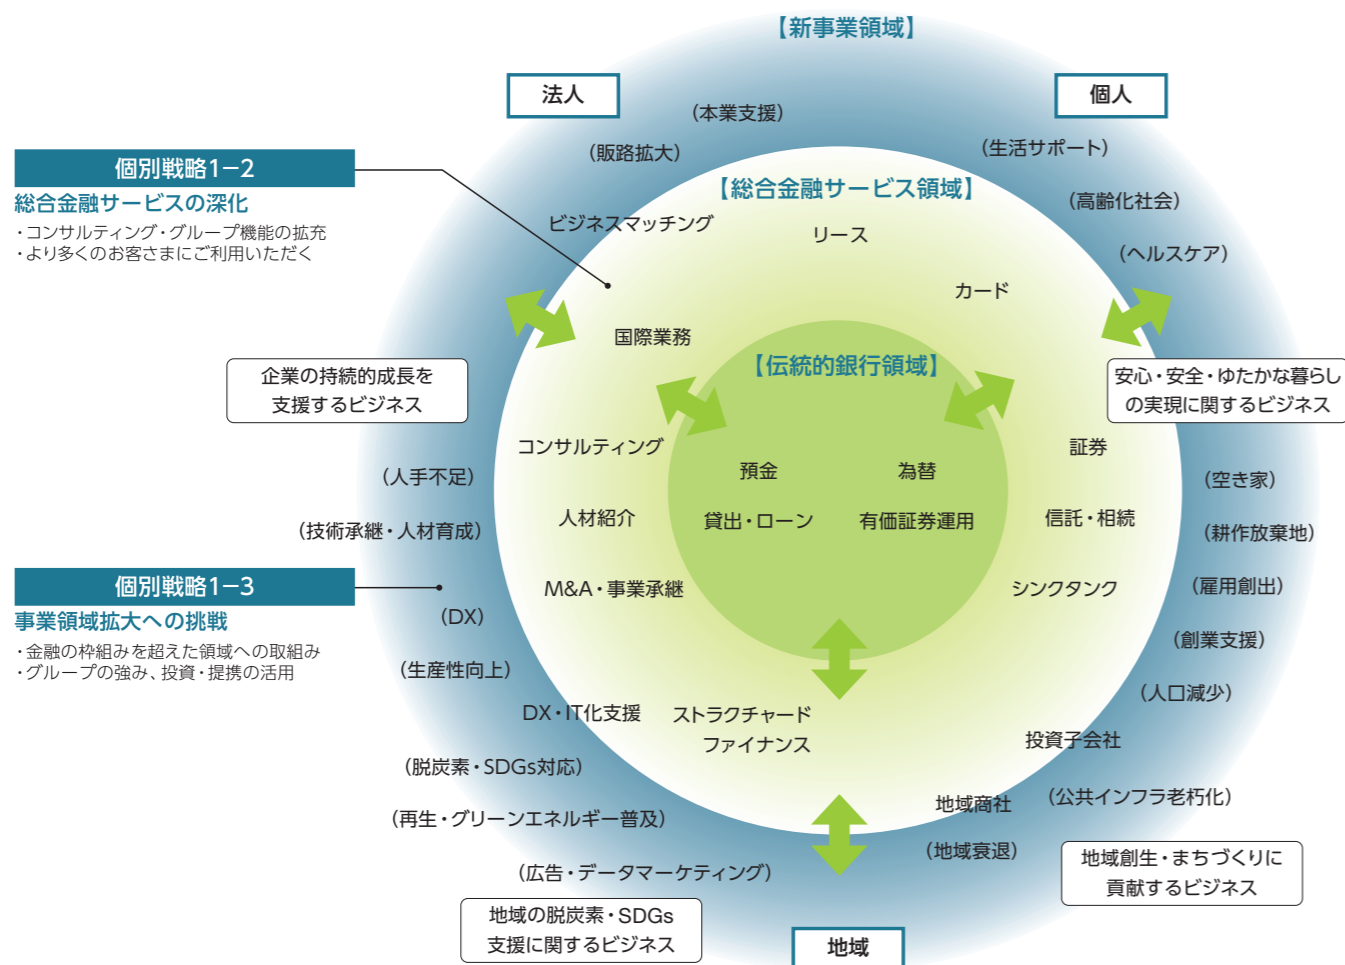 【新事業領域】
法人
個人
（本業支援）
（販路拡大）
（生活サポート）
個別戦略1−2
総合金融サービスの深化
・コンサルティング・グループ機能の拡充
・より多くのお客さまにご利用いただく
【総合金融サービス領域】
（高齢化社会）
ビジネスマッチング
リース
（ヘルスケア）
カード
国際業務
【伝統的銀行領域】
企業の持続的成長を
支援するビジネス
安心・安全・ゆたかな暮らし
の実現に関するビジネス
コンサルティング
証券
（人手不足）
預金
為替
（空き家）
人材紹介
貸出・ローン
有価証券運用
信託・相続
（技術承継・人材育成）
（耕作放棄地）
個別戦略1−3
事業領域拡大への挑戦
・金融の枠組みを超えた領域への取組み
・グループの強み、投資・提携の活用
M&A・事業承継
シンクタンク
（雇用創出）
（DX）
（創業支援）
（生産性向上）
（人口減少）
DX・IT化支援
ストラクチャード
ファイナンス
投資子会社
（脱炭素・SDGs対応）
地域商社
（公共インフラ老朽化）
（再生・グリーンエネルギー普及）
（地域衰退）
（広告・データマーケティング）
地域創生・まちづくりに
貢献するビジネス
地域の脱炭素・SDGs
支援に関するビジネス
地域